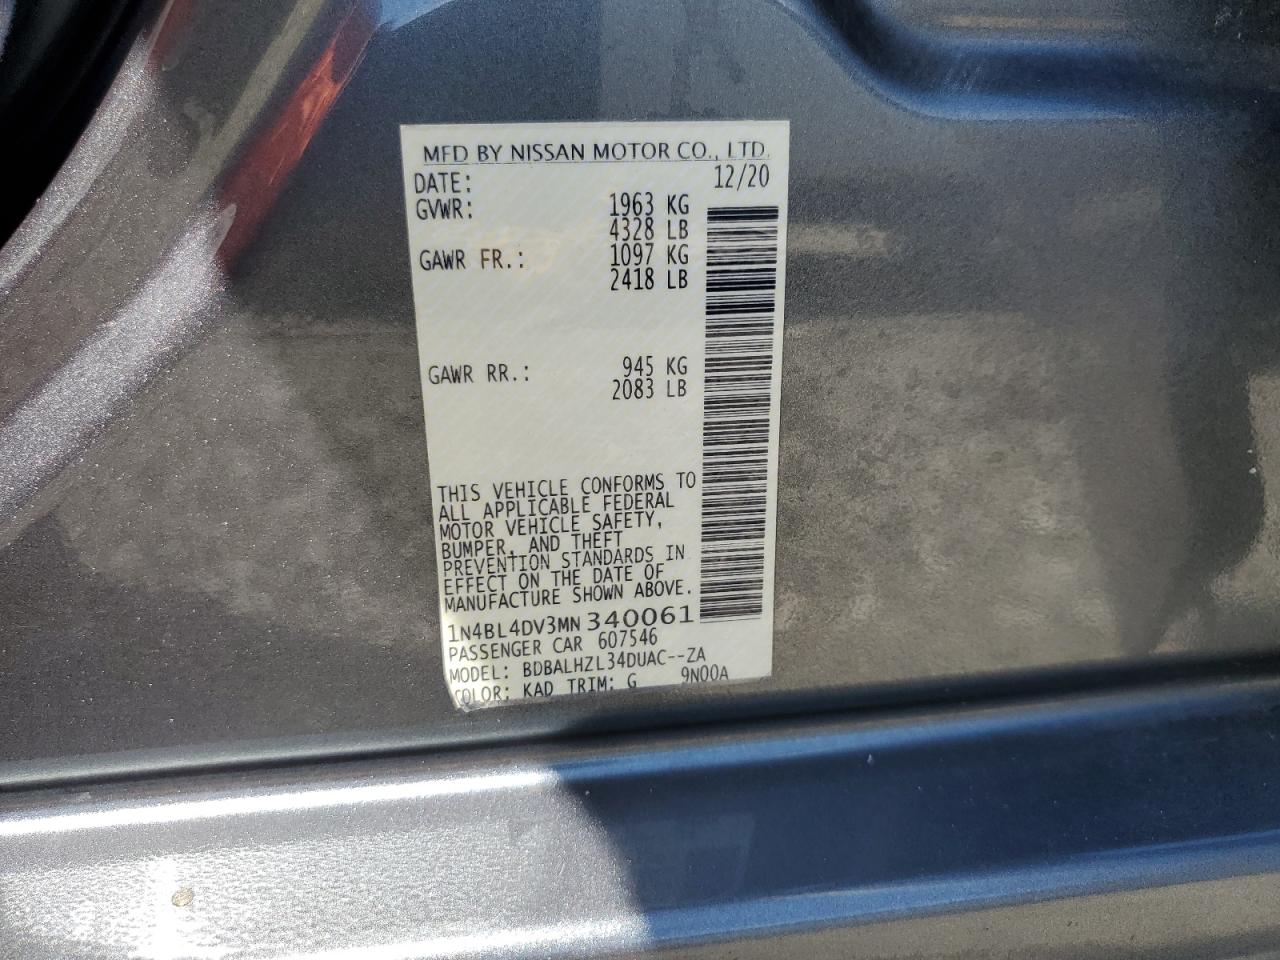 MFD BY NISSAN MOTOR CO., LTD.
DATE: 12/20
GVWR: 1963 KG
4328 LB
GAWR FR.: 1097 KG
2418 LB
GAWR RR.: 945 KG
2083 LB
THIS VEHICLE CONFORMS TO
ALL APPLICABLE FEDERAL
MOTOR VEHICLE SAFETY,
BUMPER, AND THEFT
PREVENTION STANDARDS IN
EFFECT ON THE DATE OF
MANUFACTURE SHOWN ABOVE.
1N4BL4DV3MN 340061
PASSENGER CAR 607546
MODEL: BDBALHZL34DUAC--ZA
COLOR: KAD TRIM: G 9N00A